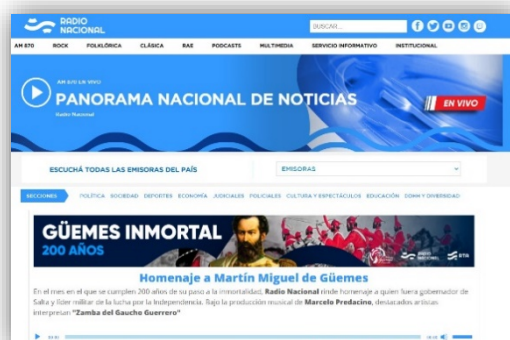 RADIO
NACIONAL
BUSCAR...
AM 870 ROCK FOLKLÓRICA CLÁSICA RAE PODCASTS MULTIMEDIA SERVICIO INFORMATIVO INSTITUCIONAL
AM 870 EN VIVO
PANORAMA NACIONAL DE NOTICIAS
Radio Nacional
EN VIVO
ESCUCHÁ TODAS LAS EMISORAS DEL PAÍS
EMISORAS
SECCIONES POLÍTICA SOCIEDAD DEPORTES ECONOMÍA JUDICIALES POLICIALES CULTURA Y ESPECTÁCULOS EDUCACIÓN
GÜEMES INMORTAL
200 AÑOS
Homenaje a Martín Miguel de Güemes
En el mes en el que se cumplen 200 años de su paso a la inmortalidad, Radio Nacional rinde homenaje a quien fuera gobernador de
Salta y líder militar de la lucha por la Independencia. Bajo la producción musical de Marcelo Predacino, destacados artistas
interpretan "Zamba del Gaucho Guerrero"